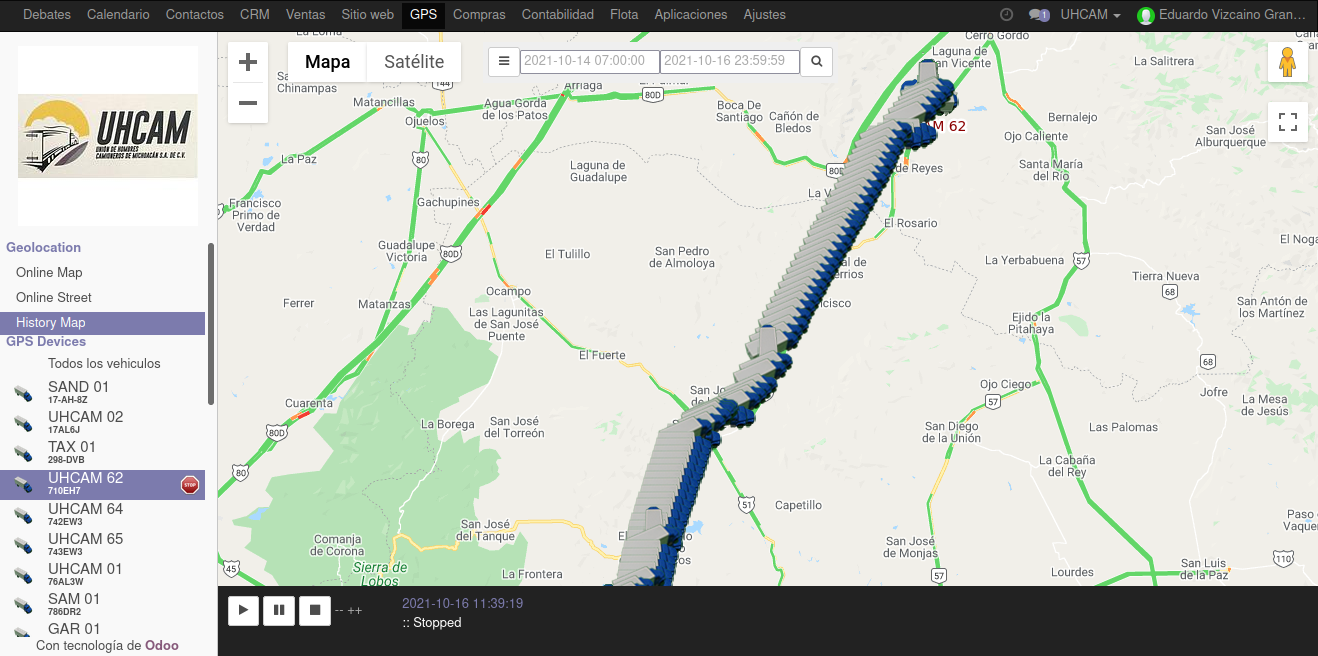 Debates Calendario Contactos CRM Ventas Sitio web GPS Compras Contabilidad Flota Aplicaciones Ajustes 1 UHCAM Eduardo Vizcaino Gran...
UHCAM
UNIÓN DE HOMBRES
CAMIONEROS DE MICHOACÁN S.A. DE C.V.
Geolocation
Online Map
Online Street
History Map
GPS Devices
Todos los vehiculos
SAND 01
17-AH-8Z
UHCAM 02
17AL6J
TAX 01
298-DVB
UHCAM 62
710EH7
STOP
UHCAM 64
742EW3
UHCAM 65
743EW3
UHCAM 01
76AL3W
SAM 01
786DR2
GAR 01
Con tecnología de Odoo
Mapa Satélite
2021-10-14 07:00:00 2021-10-16 23:59:59
Cerro Gordo
Laguna de
San Vicente
La Salitrera
Chinampas
144
Arriaga
80D
Matancillas
Agua Gorda
de los Patos
Ojuelos
Boca De
Santiago
Cañón de
Bledos
M 62
Bernalejo
Ojo Caliente
San José
Alburquerque
La Paz
80
Laguna de
Guadalupe
80D
de Reyes
Santa María
del Río
La V
Francisco
Primo de
Verdad
Gachupines
El Rosario
Guadalupe
Victoria
80D
El Tulillo
San Pedro
de Almoloya
La Yerbabuena
57
El Noga
Tierra Nueva
68
Ferrer
Matanzas
Ocampo
Las Lagunitas
de San José
Puente
Ejido la
Pitahaya
San Antón de
los Martínez
El Fuerte
68
Cuarenta
80D
La Borega
San José
del Torreón
Ojo Ciego
57
Jofre
La Mesa
de Jesús
San Diego
de la Unión
Las Palomas
80
La Cabaña
del Rey
51
Capetillo
Paso
Vaque
San José
del Tanque
Comanja
de Corona
San José
de Monjas
110
45
Sierra de
Lobos
La Frontera
57
Lourdes
San Luis
de la Paz
-- ++
2021-10-16 11:39:19
:: Stopped